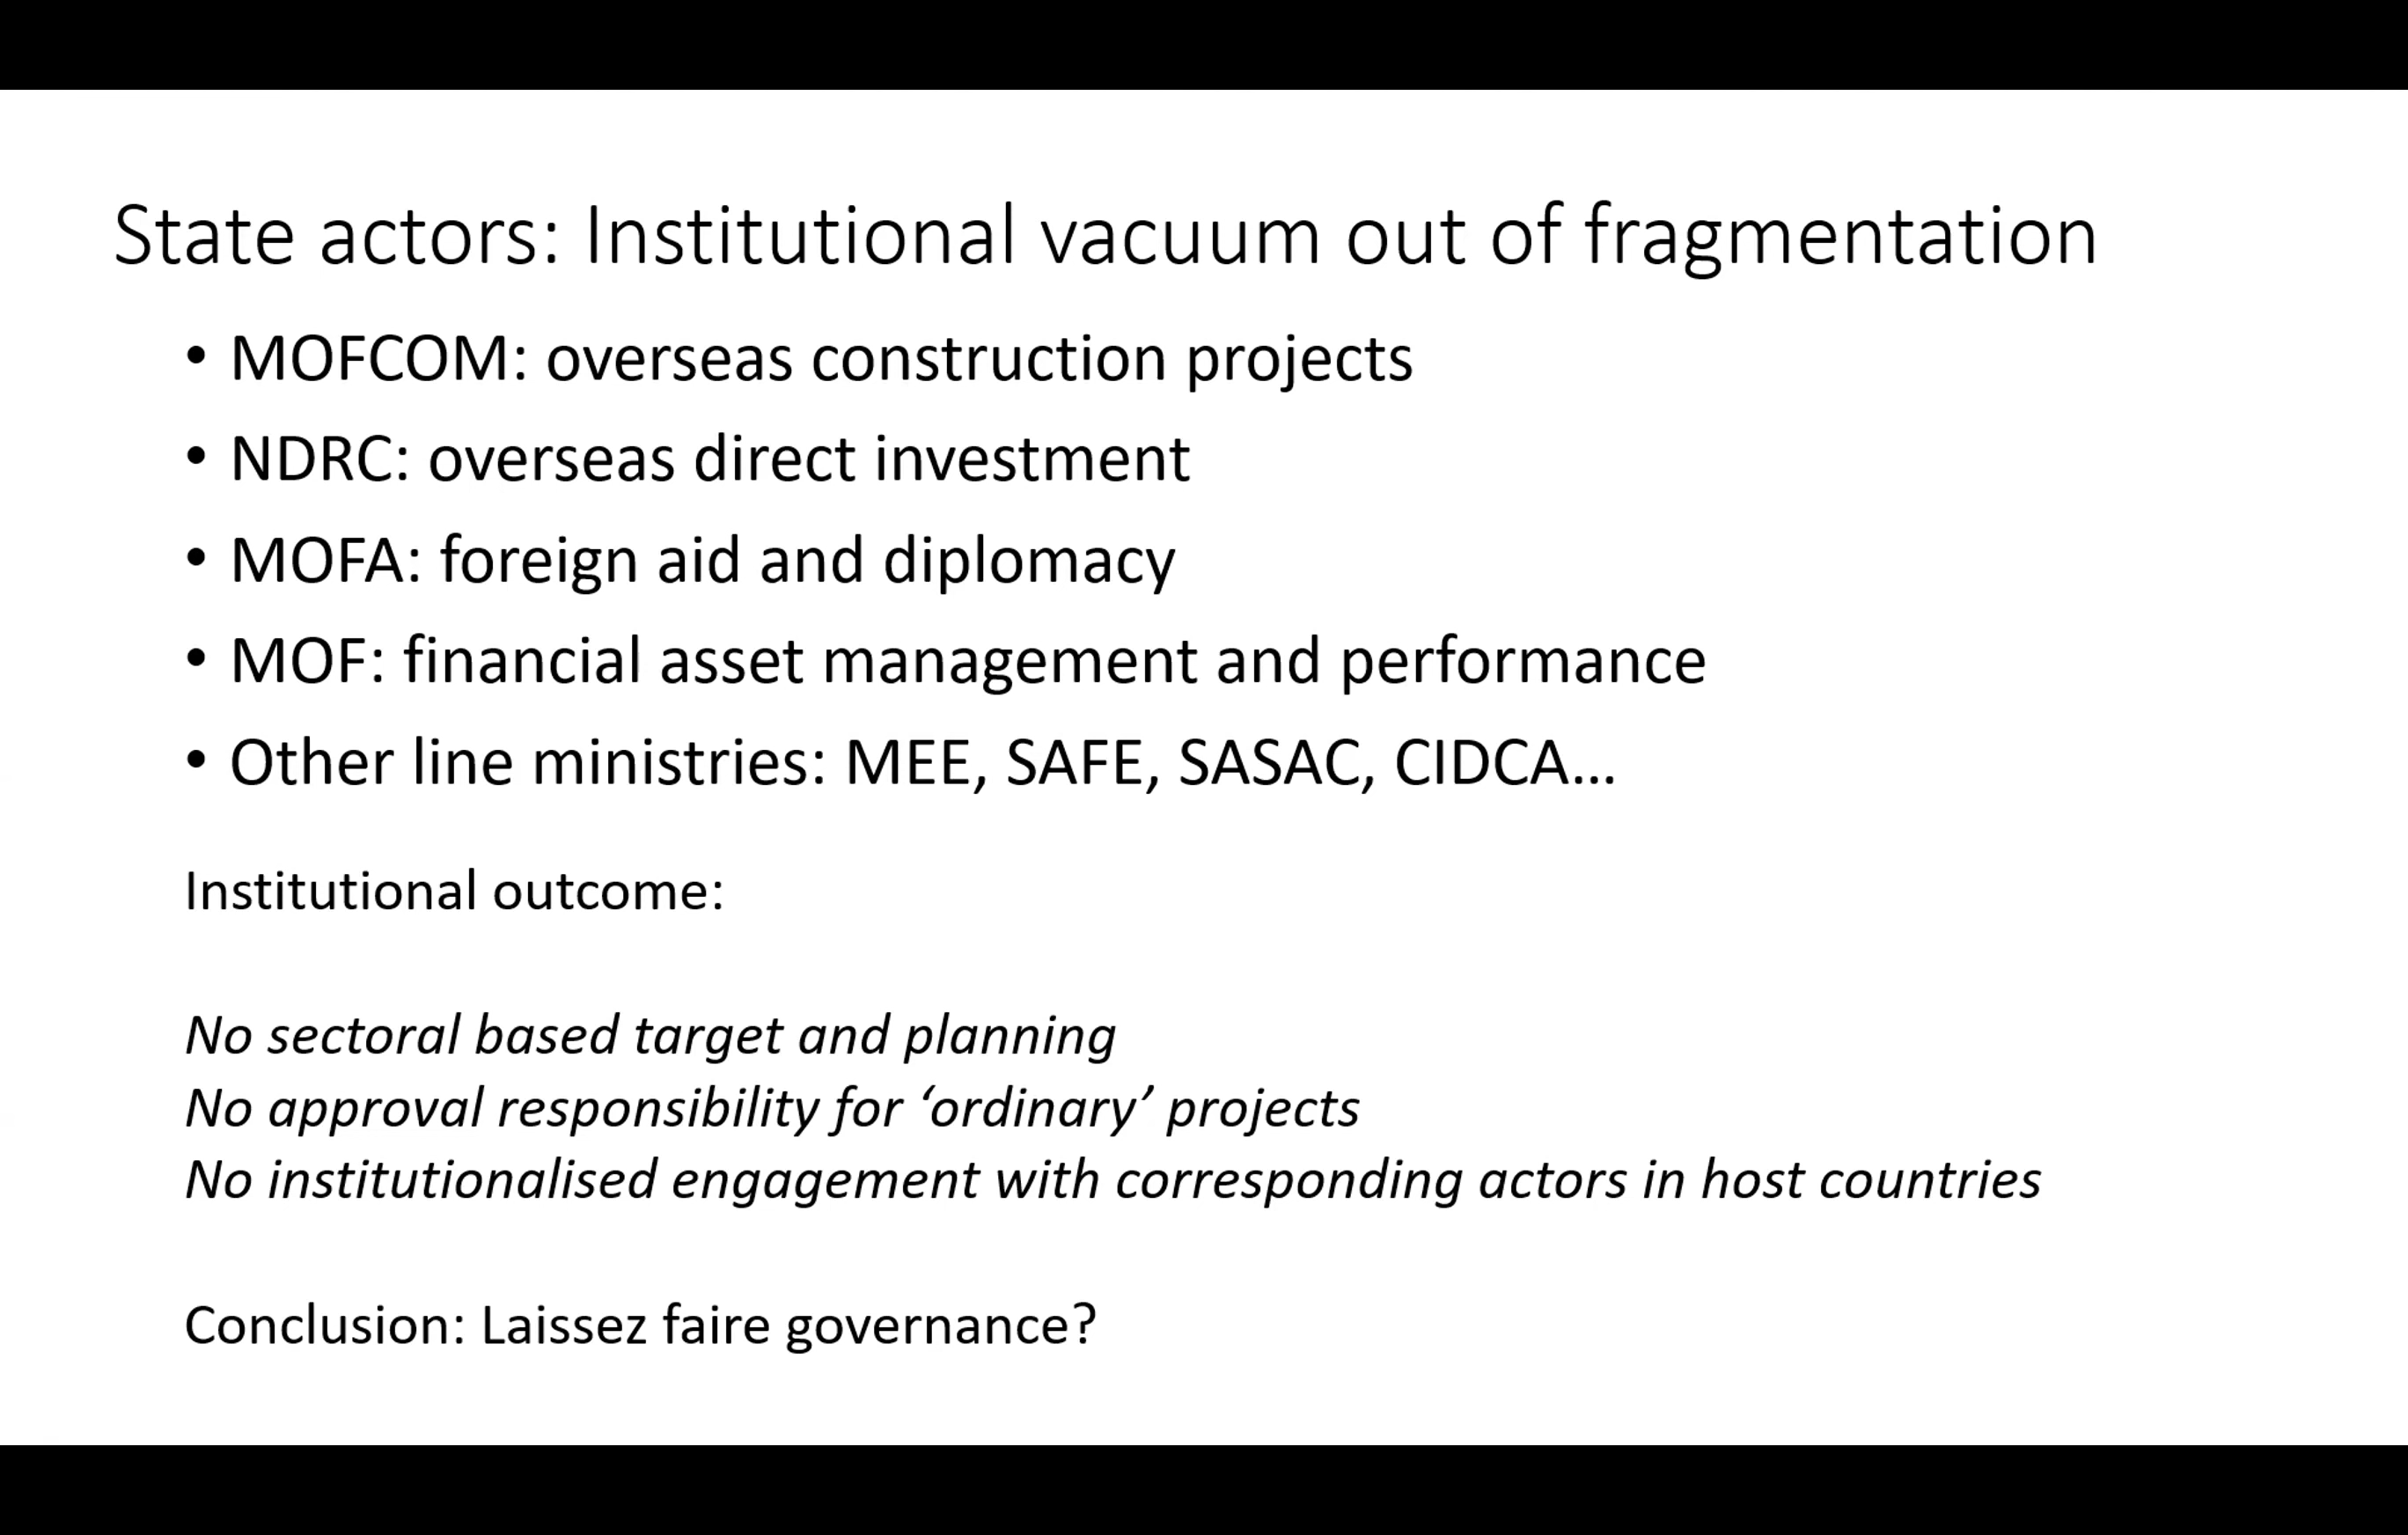 State actors: Institutional vacuum out of fragmentation
• MOFCOM: overseas construction projects
• NDRC: overseas direct investment
• MOFA: foreign aid and diplomacy
• MOF: financial asset management and performance
• Other line ministries: MEE, SAFE, SASAC, CIDCA...
Institutional outcome:
No sectoral based target and planning
No approval responsibility for ‘ordinary’ projects
No institutionalised engagement with corresponding actors in host countries
Conclusion: Laissez faire governance?